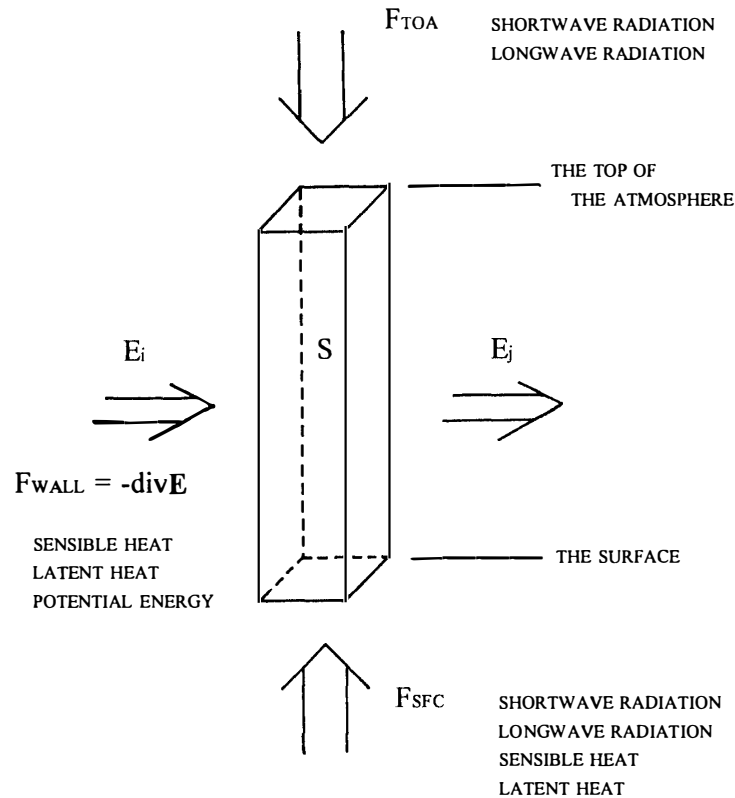 FTOA
SHORTWAVE RADIATION
LONGWAVE RADIATION
THE TOP OF
THE ATMOSPHERE
Ei
S
Ej
FWALL = -divE
SENSIBLE HEAT
LATENT HEAT
POTENTIAL ENERGY
THE SURFACE
FSFC
SHORTWAVE RADIATION
LONGWAVE RADIATION
SENSIBLE HEAT
LATENT HEAT